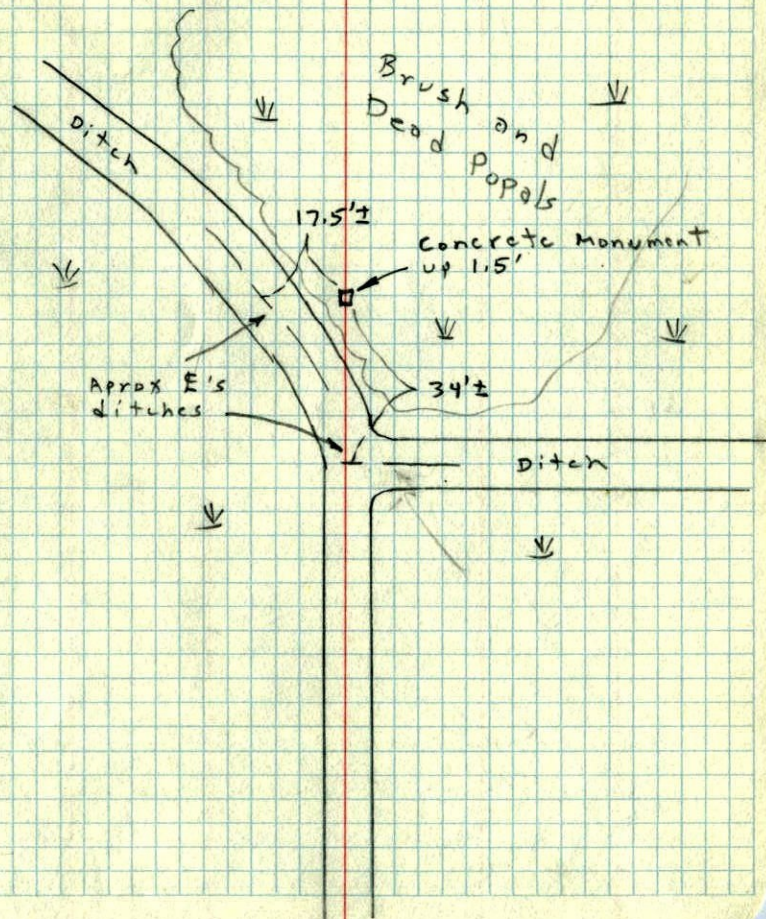 Brush and
Dead Popals
Ditch
17.5'±
Concrete Monument
up 1.5'
Aprox ℄'s
ditches
34'±
Ditch